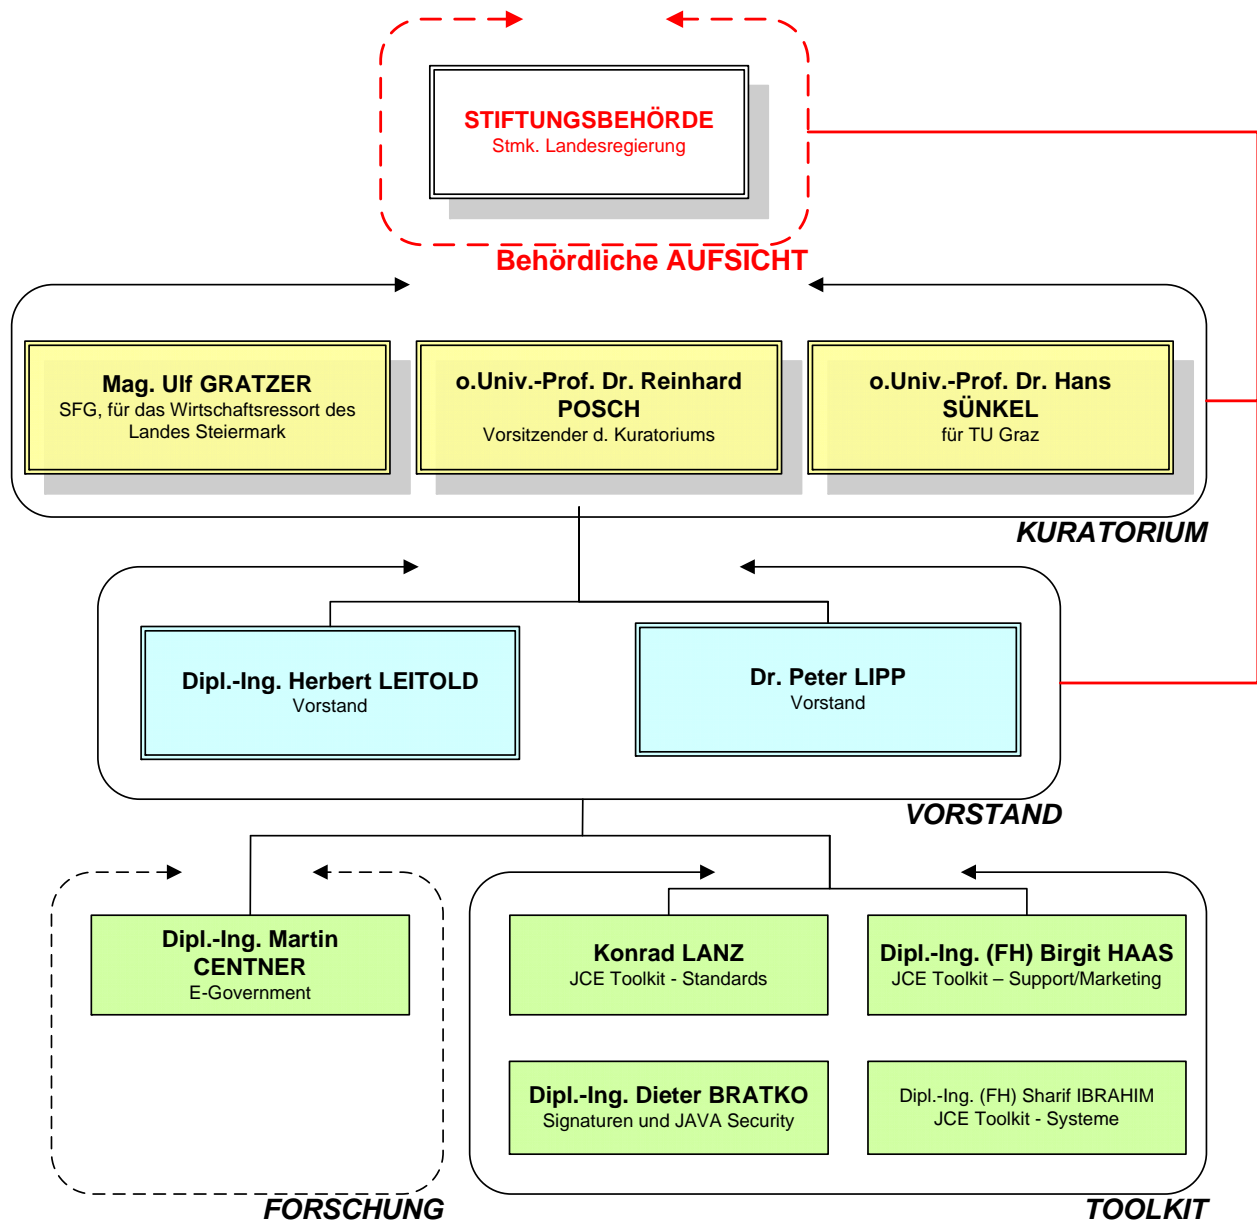 STIFTUNGSBEHÖRDE
Stmk. Landesregierung
Behördliche AUFSICHT
Mag. Ulf GRATZER
SFG, für das Wirtschaftsressort des
Landes Steiermark
o.Univ.-Prof. Dr. Reinhard
POSCH
Vorsitzender d. Kuratoriums
o.Univ.-Prof. Dr. Hans
SÜNKEL
für TU Graz
KURATORIUM
Dipl.-Ing. Herbert LEITOLD
Vorstand
Dr. Peter LIPP
Vorstand
VORSTAND
Dipl.-Ing. Martin
CENTNER
E-Government
FORSCHUNG
Konrad LANZ
JCE Toolkit - Standards
Dipl.-Ing. (FH) Birgit HAAS
JCE Toolkit – Support/Marketing
Dipl.-Ing. Dieter BRATKO
Signaturen und JAVA Security
Dipl.-Ing. (FH) Sharif IBRAHIM
JCE Toolkit - Systeme
TOOLKIT